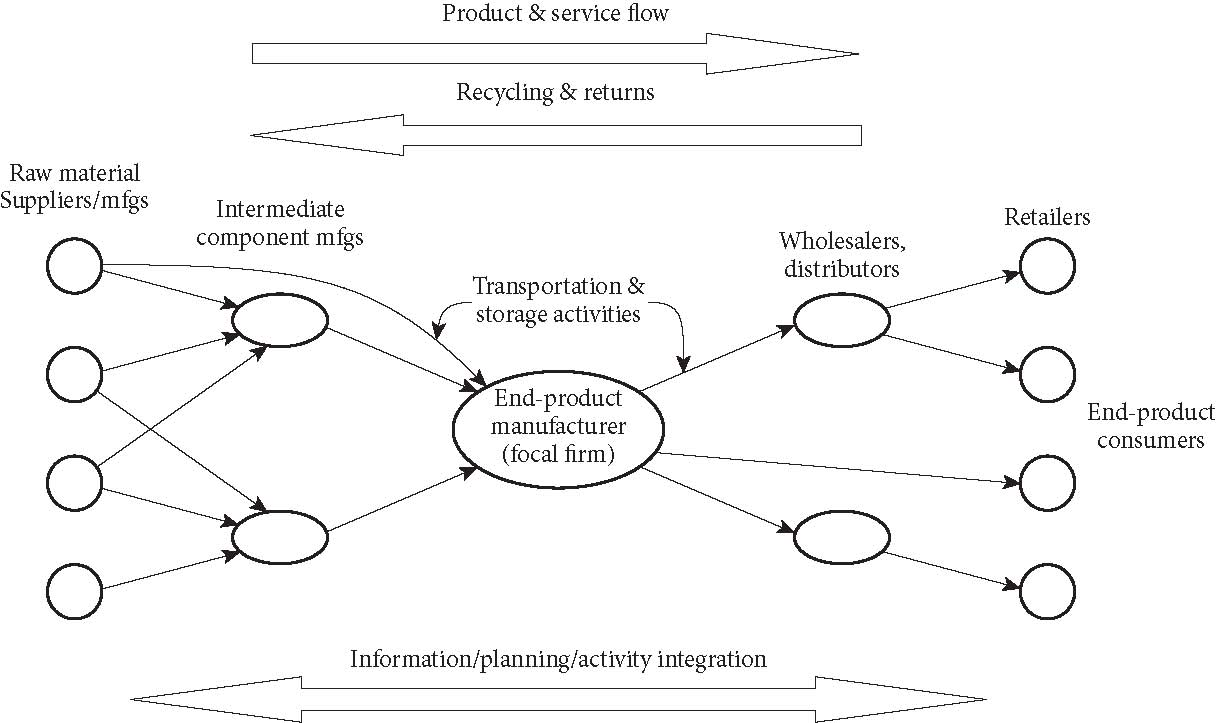 Product & service flow
Recycling & returns
Raw material
Suppliers/mfgs
Intermediate
component mfgs
Transportation &
storage activities
Wholesalers,
distributors
Retailers
End-product
manufacturer
(focal firm)
End-product
consumers
Information/planning/activity integration